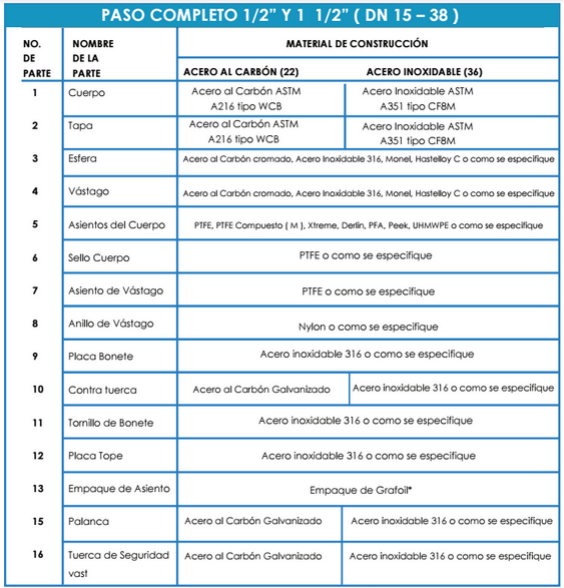 PASO COMPLETO 1/2” Y 1 1/2” ( DN 15 – 38 )
NO. DE PARTE NOMBRE DE LA PARTE MATERIAL DE CONSTRUCCIÓN
ACERO AL CARBÓN (22) ACERO INOXIDABLE (36)
1 Cuerpo Acero al Carbón ASTM A216 tipo WCB Acero Inoxidable ASTM A351 tipo CF8M
2 Tapa Acero al Carbón ASTM A216 tipo WCB Acero Inoxidable ASTM A351 tipo CF8M
3 Esfera Acero al Carbón cromado, Acero Inoxidable 316, Monel, Hastelloy C o como se especifique
4 Vástago Acero al Carbón cromado, Acero Inoxidable 316, Monel, Hastelloy C o como se especifique
5 Asientos del Cuerpo PTFE, PTFE Compuesto ( M ), Xtreme, Derlin, PFA, Peek, UHMWPE o como se especifique
6 Sello Cuerpo PTFE o como se especifique
7 Asiento de Vástago PTFE o como se especifique
8 Anillo de Vástago Nylon o como se especifique
9 Placa Bonete Acero inoxidable 316 o como se especifique
10 Contra tuerca Acero al Carbón Galvanizado Acero inoxidable 316 o como se especifique
11 Tornillo de Bonete Acero inoxidable 316 o como se especifique
12 Placa Tope Acero inoxidable 316 o como se especifique
13 Empaque de Asiento Empaque de Grafoil*
15 Palanca Acero al Carbón Galvanizado Acero inoxidable 316 o como se especifique
16 Tuerca de Seguridad vast Acero al Carbón Galvanizado Acero inoxidable 316 o como se especifique